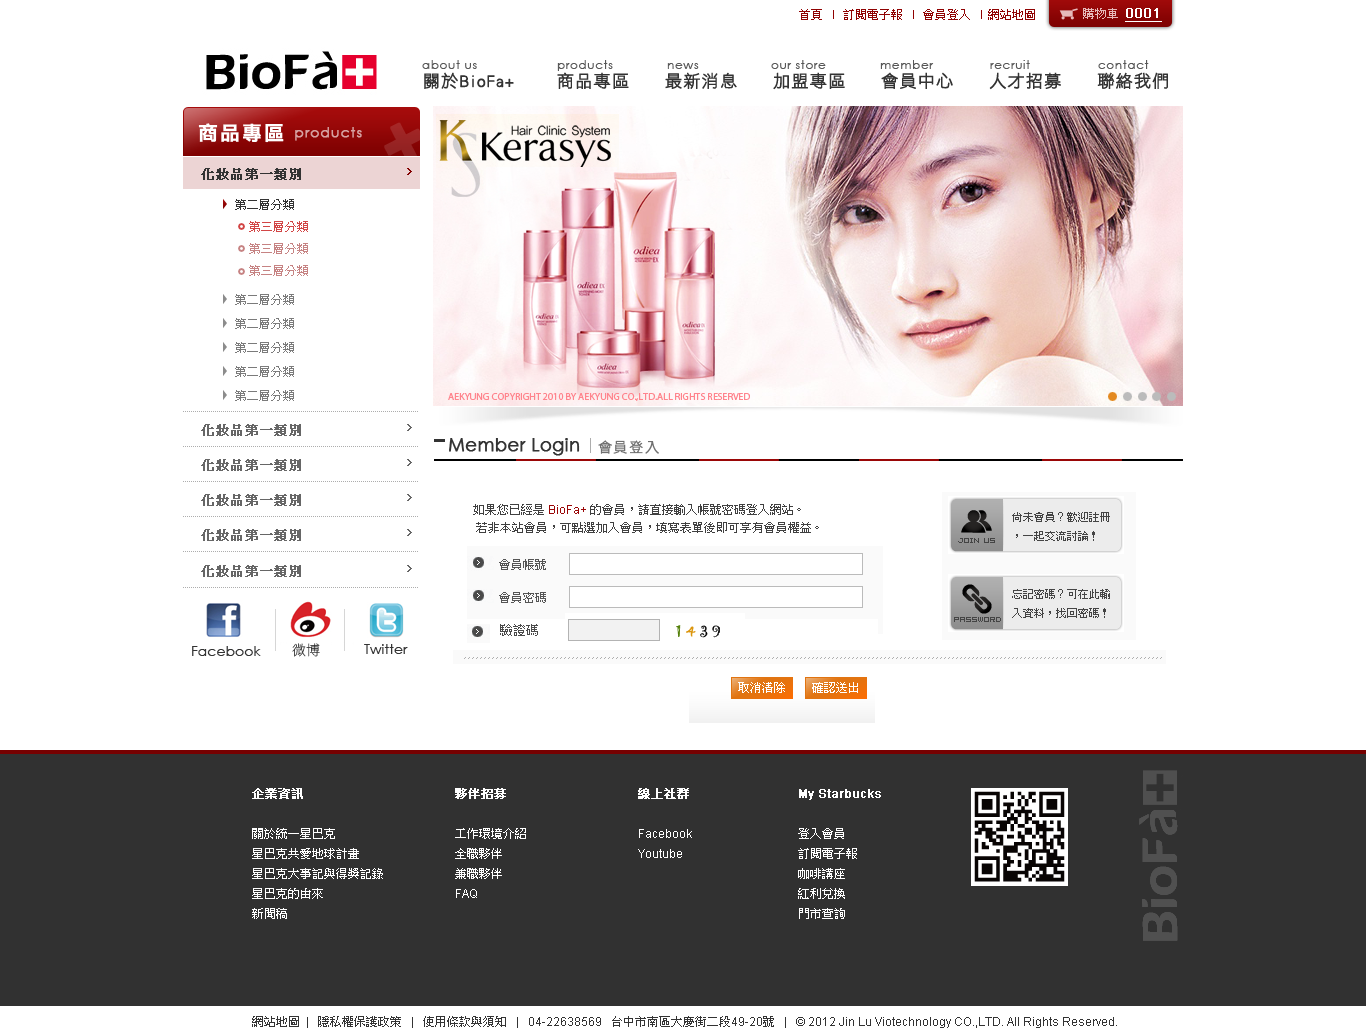 首頁 | 訂閱電子報 | 會員登入 | 網站地圖 購物車 0001
BioFà+
about us products news our store member recruit contact
關於BioFa+ 商品專區 最新消息 加盟專區 會員中心 人才招募 聯絡我們
商品專區 products
化妝品第一類別
第二層分類
第三層分類
第三層分類
第三層分類
第二層分類
第二層分類
第二層分類
第二層分類
第二層分類
化妝品第一類別
化妝品第一類別
化妝品第一類別
化妝品第一類別
化妝品第一類別
Facebook 微博 Twitter
KS Hair Clinic System
Kerasys
odiea
odiea
odiea
odiea
odiea
AEKYUNG COPYRIGHT 2010 BY AEKYUNG CO.,LTD.ALL RIGHTS RESERVED
Member Login 會員登入
如果您已經是 BioFa+ 的會員，請直接輸入帳號密碼登入網站。
若非本站會員，可點選加入會員，填寫表單後即可享有會員權益。
會員帳號
會員密碼
驗證碼 1439
取消清除 確認送出
JOIN US
尚未會員？歡迎註冊
，一起交流討論！
PASSWORD
忘記密碼？可在此輸
入資料，找回密碼！
企業資訊
關於統一星巴克
星巴克共愛地球計畫
星巴克大事記與得獎記錄
星巴克的由來
新聞稿
夥伴招募
工作環境介紹
全職夥伴
兼職夥伴
FAQ
線上社群
Facebook
Youtube
My Starbucks
登入會員
訂閱電子報
咖啡講座
紅利兌換
門市查詢
BioFà+
網站地圖 | 隱私權保護政策 | 使用條款與須知 | 04-22638569 台中市南區大慶街二段49-20號 | © 2012 Jin Lu Viotechnology CO.,LTD. All Rights Reserved.